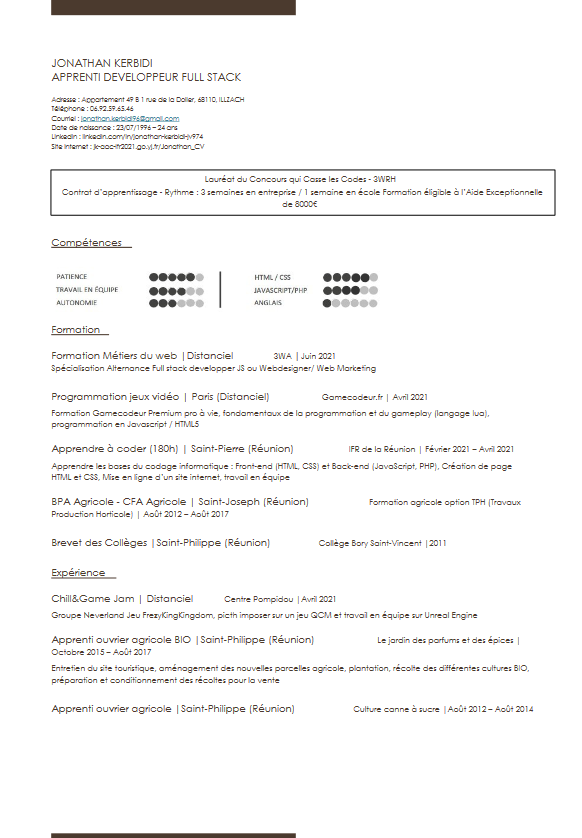 JONATHAN KERBIDI
APPRENTI DEVELOPPEUR FULL STACK
Adresse : Appartement 49 B 1 rue de la Doller, 68110, ILLZACH
Téléphone : 06.92.59.65.46
Courriel : jonathan.kerbidi96@gmail.com
Date de naissance : 23/07/1996 – 24 ans
LinkedIn : linkedin.com/in/jonathan-kerbidi-jv974
Site Internet : jk-aac-ifr2021.go.yj.fr/Jonathan_CV
Lauréat du Concours qui Casse les Codes - 3WRH
Contrat d'apprentissage - Rythme : 3 semaines en entreprise / 1 semaine en école Formation éligible à l'Aide Exceptionnelle
de 8000€
Compétences
PATIENCE
TRAVAIL EN ÉQUIPE
AUTONOMIE
HTML / CSS
JAVASCRIPT/PHP
ANGLAIS
Formation
Formation Métiers du web | Distanciel 3WA | Juin 2021
Spécialisation Alternance Full stack developper JS ou Webdesigner/ Web Marketing
Programmation jeux vidéo | Paris (Distanciel) Gamecodeur.fr | Avril 2021
Formation Gamecodeur Premium pro à vie, fondamentaux de la programmation et du gameplay (langage lua),
programmation en Javascript / HTML5
Apprendre à coder (180h) | Saint-Pierre (Réunion) IFR de la Réunion | Février 2021 – Avril 2021
Apprendre les bases du codage informatique : Front-end (HTML, CSS) et Back-end (JavaScript, PHP), Création de page
HTML et CSS, Mise en ligne d'un site internet, travail en équipe
BPA Agricole - CFA Agricole | Saint-Joseph (Réunion) Formation agricole option TPH (Travaux
Production Horticole) | Août 2012 – Août 2017
Brevet des Collèges | Saint-Philippe (Réunion) Collège Bory Saint-Vincent | 2011
Expérience
Chill&Game Jam | Distanciel Centre Pompidou | Avril 2021
Groupe Neverland Jeu FrezyKingKingdom, picth imposer sur un jeu QCM et travail en équipe sur Unreal Engine
Apprenti ouvrier agricole BIO | Saint-Philippe (Réunion) Le jardin des parfums et des épices |
Octobre 2015 – Août 2017
Entretien du site touristique, aménagement des nouvelles parcelles agricole, plantation, récolte des différentes cultures BIO,
préparation et conditionnement des récoltes pour la vente
Apprenti ouvrier agricole | Saint-Philippe (Réunion) Culture canne à sucre | Août 2012 – Août 2014